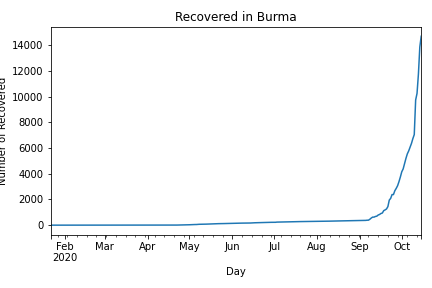 Recovered in Burma
14000
12000
10000
8000
6000
4000
2000
0
Number of Recovered
Feb Mar Apr May Jun Jul Aug Sep Oct
2020
Day